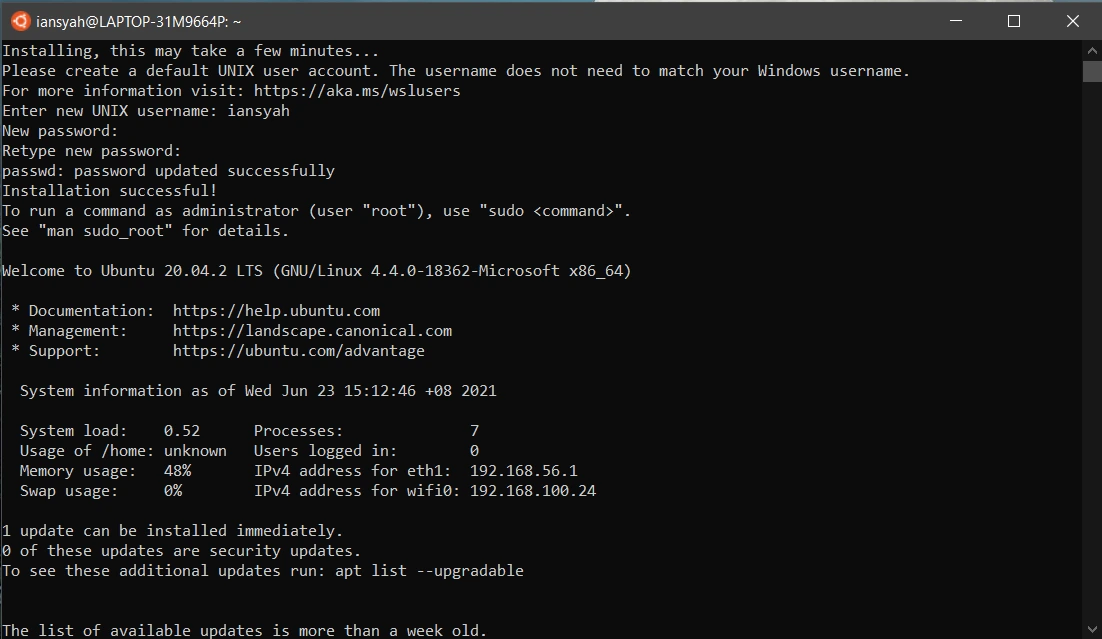 iansyah@LAPTOP-31M9664P: ~
Installing, this may take a few minutes...
Please create a default UNIX user account. The username does not need to match your Windows username.
For more information visit: https://aka.ms/wslusers
Enter new UNIX username: iansyah
New password:
Retype new password:
passwd: password updated successfully
Installation successful!
To run a command as administrator (user "root"), use "sudo <command>".
See "man sudo_root" for details.
Welcome to Ubuntu 20.04.2 LTS (GNU/Linux 4.4.0-18362-Microsoft x86_64)
* Documentation:  https://help.ubuntu.com
* Management:     https://landscape.canonical.com
* Support:        https://ubuntu.com/advantage
System information as of Wed Jun 23 15:12:46 +08 2021
System load:    0.52      Processes:              7
Usage of /home: unknown   Users logged in:        0
Memory usage:   48%       IPv4 address for eth1:  192.168.56.1
Swap usage:     0%        IPv4 address for wifi0: 192.168.100.24
1 update can be installed immediately.
0 of these updates are security updates.
To see these additional updates run: apt list --upgradable
The list of available updates is more than a week old.